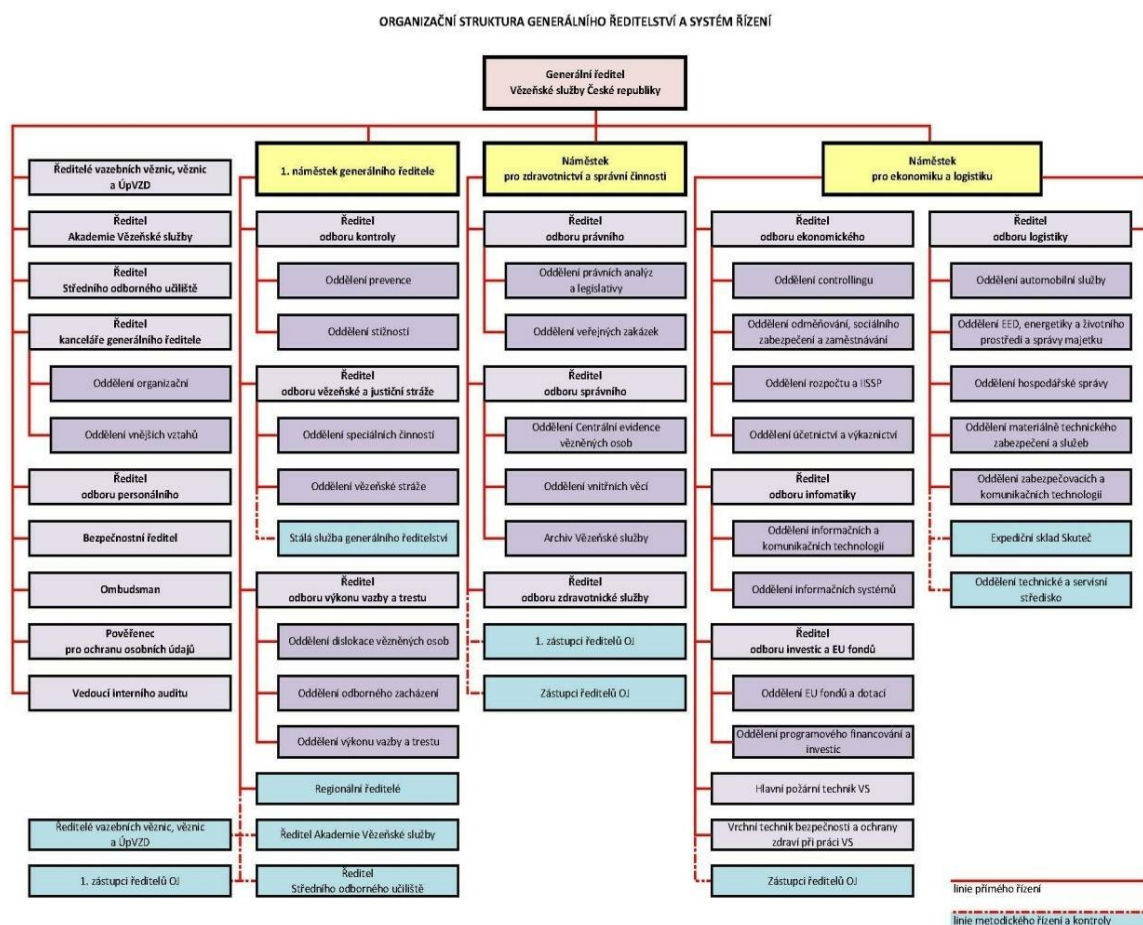 ORGANIZAČNÍ STRUKTURA GENERÁLNÍHO ŘEDITELSTVÍ A SYSTÉM ŘÍZENÍ
Generální ředitel
Vězeňské služby České republiky
Ředitelé vazebních věznic, věznic
a ÚpVZD
Ředitel
Akademie Vězeňské služby
Ředitel
Středního odborného učiliště
Ředitel
kanceláře generálního ředitele
Oddělení organizační
Oddělení vnějších vztahů
Ředitel
odboru personálního
Bezpečnostní ředitel
Ombudsman
Pověřenec
pro ochranu osobních údajů
Vedoucí interního auditu
1. náměstek generálního ředitele
Ředitel
odboru kontroly
Oddělení prevence
Oddělení stížností
Ředitel
odboru vězeňské a justiční stráže
Oddělení speciálních činností
Oddělení vězeňské stráže
Stálá služba generálního ředitelství
Ředitel
odboru výkonu vazby a trestu
Oddělení dislokace vězněných osob
Oddělení odborného zacházení
Oddělení výkonu vazby a trestu
Regionální ředitelé
Ředitelé vazebních věznic, věznic
a ÚpVZD
Ředitel Akademie Vězeňské služby
1. zástupci ředitelů OJ
Ředitel
Středního odborného učiliště
Náměstek
pro zdravotnictví a správní činnosti
Ředitel
odboru právního
Oddělení právních analýz
a legislativy
Oddělení veřejných zakázek
Ředitel
odboru správního
Oddělení Centrální evidence
vězněných osob
Oddělení vnitřních věcí
Archiv Vězeňské služby
Ředitel
odboru zdravotnické služby
1. zástupci ředitelů OJ
Zástupci ředitelů OJ
Náměstek
pro ekonomiku a logistiku
Ředitel
odboru ekonomického
Oddělení controllingu
Oddělení odměňování, sociálního
zabezpečení a zaměstnávání
Oddělení rozpočtu a IISSP
Oddělení účetnictví a výkaznictví
Ředitel
odboru infomatiky
Oddělení informačních a
komunikačních technologií
Oddělení informačních systémů
Ředitel
odboru investic a EU fondů
Oddělení EU fondů a dotací
Oddělení programového financování a
investic
Hlavní požární technik VS
Vrchní technik bezpečnosti a ochrany
zdraví při práci VS
Zástupci ředitelů OJ
Ředitel
odboru logistiky
Oddělení automobilní služby
Oddělení EED, energetiky a životního
prostředí a správy majetku
Oddělení hospodářské správy
Oddělení materiálně technického
zabezpečení a služeb
Oddělení zabezpečovacích a
komunikačních technologií
Expediční sklad Skuteč
Oddělení technické a servisní
středisko
linie přímého řízení
linie metodického řízení a kontroly